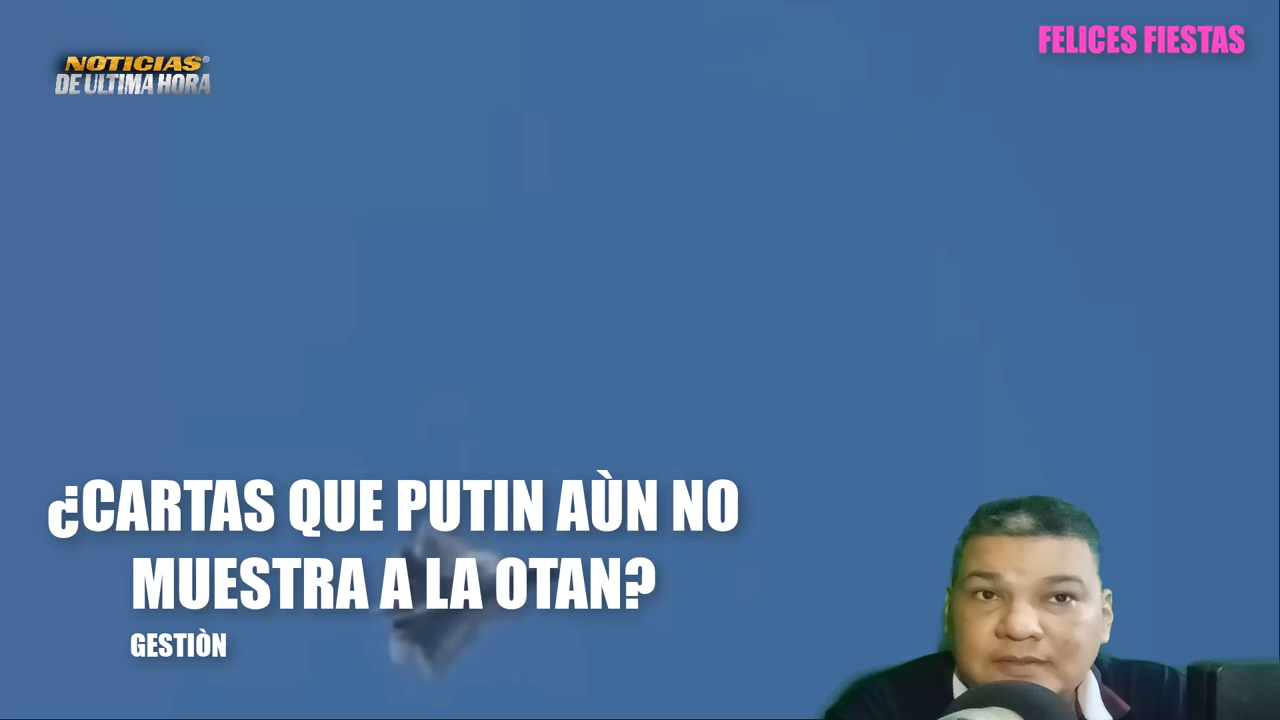 NOTICIAS®
DE ULTIMA HORA
FELICES FIESTAS
¿CARTAS QUE PUTIN AÙN NO
MUESTRA A LA OTAN?
GESTIÒN